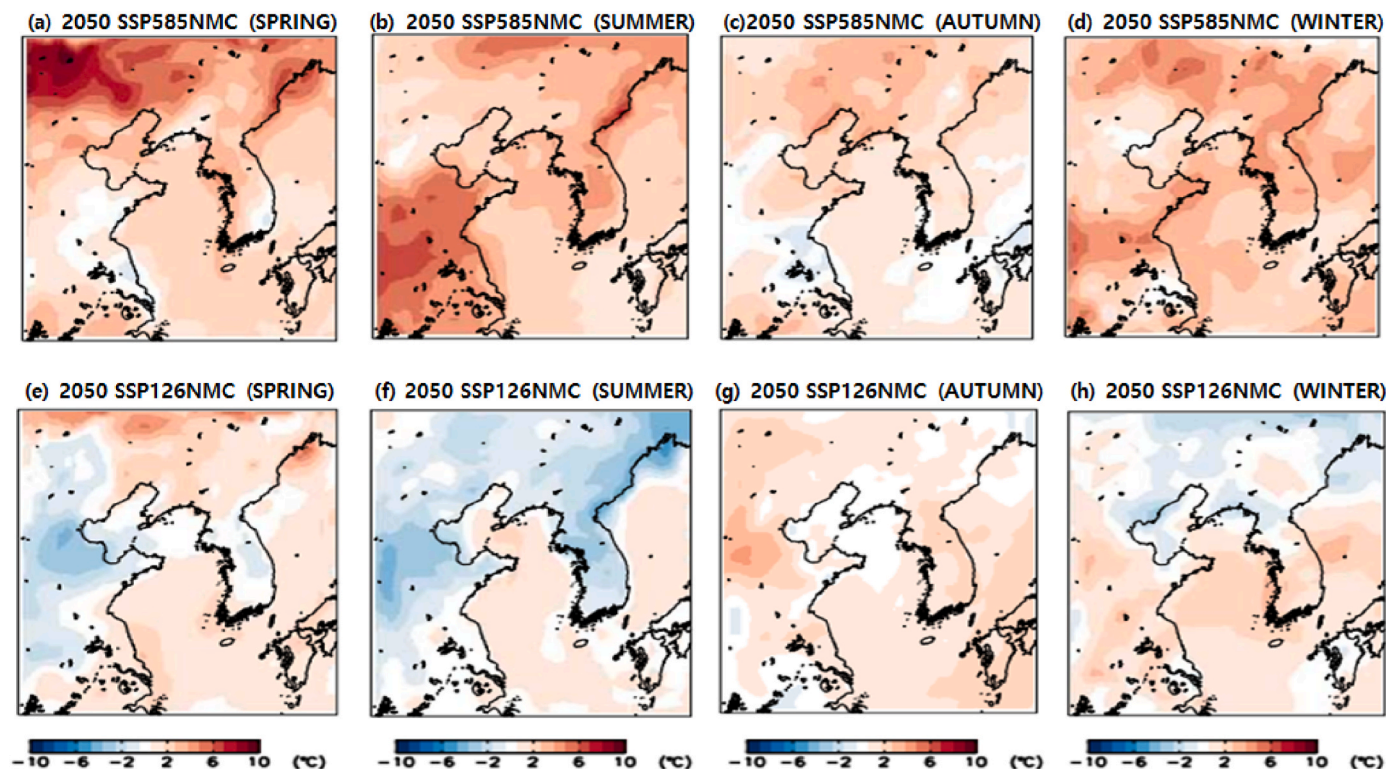 (a) 2050 SSP585NMC (SPRING)
(b) 2050 SSP585NMC (SUMMER)
(c)2050 SSP585NMC (AUTUMN)
(d) 2050 SSP585NMC (WINTER)
(e) 2050 SSP126NMC (SPRING)
(f) 2050 SSP126NMC (SUMMER)
(g) 2050 SSP126NMC (AUTUMN)
(h) 2050 SSP126NMC (WINTER)
-10 -6 -2 2 6 10 (℃)
-10 -6 -2 2 6 10 (℃)
-10 -6 -2 2 6 10 (℃)
-10 -6 -2 2 6 10 (℃)